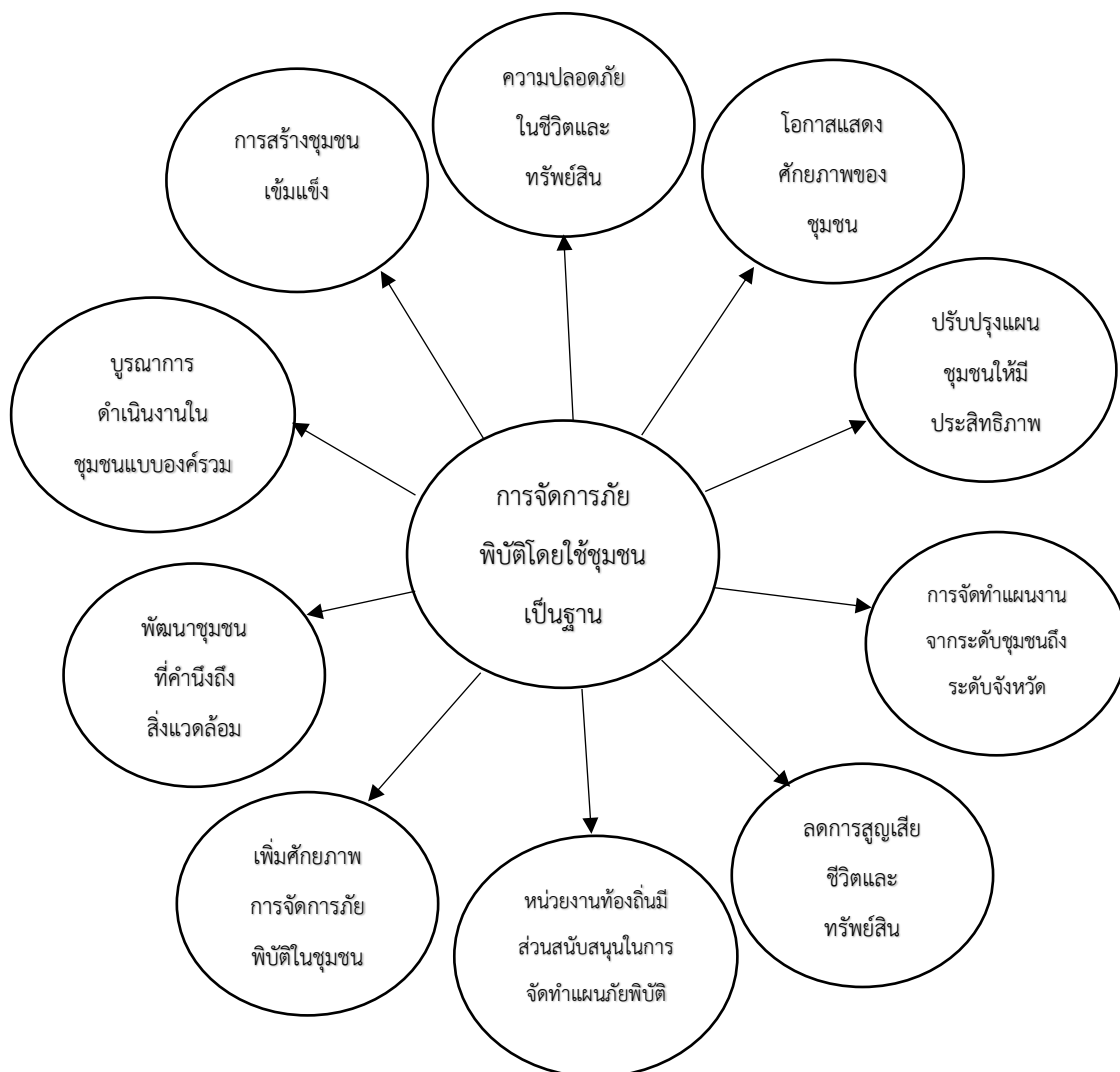 ความปลอดภัย
ในชีวิตและ
ทรัพย์สิน
โอกาสแสดง
ศักยภาพของ
ชุมชน
ปรับปรุงแผน
ชุมชนให้มี
ประสิทธิภาพ
การจัดทำแผนงาน
จากระดับชุมชนถึง
ระดับจังหวัด
ลดการสูญเสีย
ชีวิตและ
ทรัพย์สิน
หน่วยงานท้องถิ่นมี
ส่วนสนับสนุนในการ
จัดทำแผนภัยพิบัติ
เพิ่มศักยภาพ
การจัดการภัย
พิบัติในชุมชน
พัฒนาชุมชน
ที่คำนึงถึง
สิ่งแวดล้อม
บูรณาการ
ดำเนินงานใน
ชุมชนแบบองค์รวม
การสร้างชุมชน
เข้มแข็ง
การจัดการภัย
พิบัติโดยใช้ชุมชน
เป็นฐาน